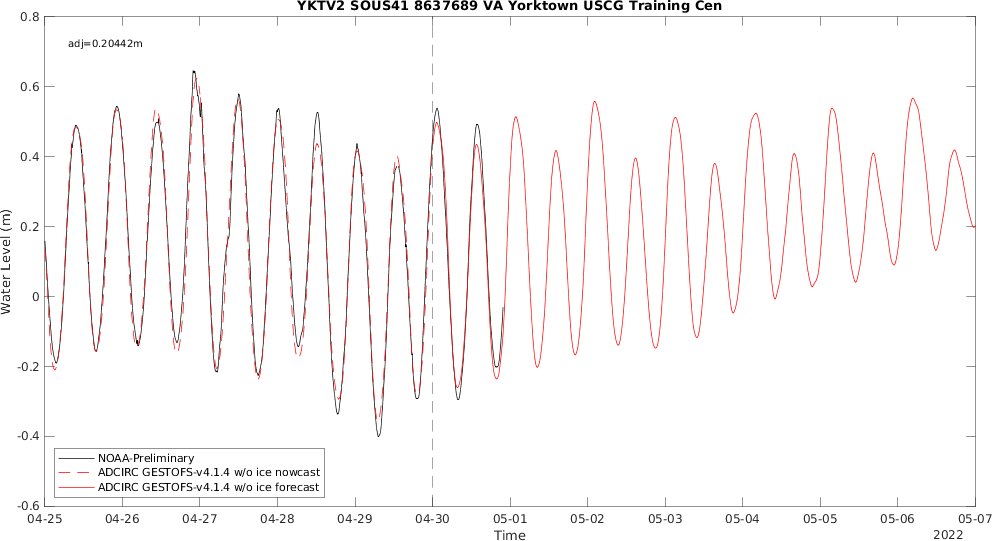 YKTV2 SOUS41 8637689 VA Yorktown USCG Training Cen
adj=0.20442m
0.8
0.6
0.4
0.2
0
-0.2
-0.4
-0.6
Water Level (m)
NOAA-Preliminary
ADCIRC GESTOFS-v4.1.4 w/o ice nowcast
ADCIRC GESTOFS-v4.1.4 w/o ice forecast
04-25 04-26 04-27 04-28 04-29 04-30 05-01 05-02 05-03 05-04 05-05 05-06 05-07
Time
2022